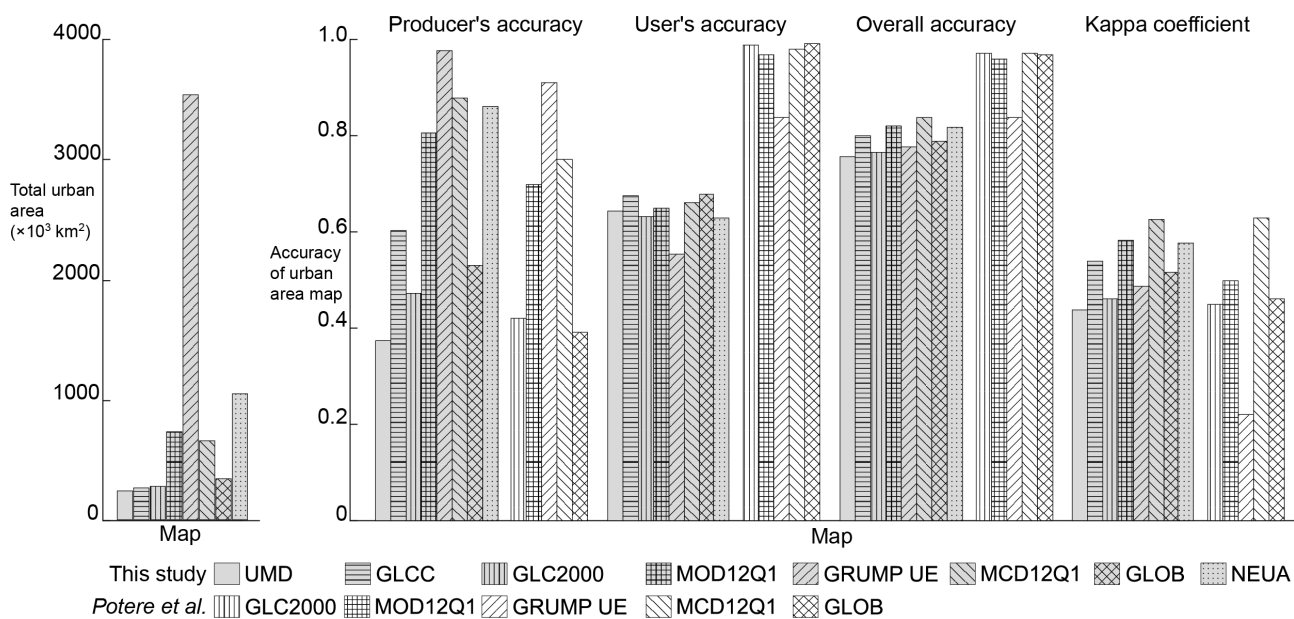 4000
3000
Total urban
area
(×10³ km²)
2000
1000
0
Map
Producer's accuracy User's accuracy Overall accuracy Kappa coefficient
1.0
0.8
0.6
Accuracy
of urban
area map
0.4
0.2
0
Map
This study UMD GLCC GLC2000 MOD12Q1 GRUMP UE MCD12Q1 GLOB NEUA
Potere et al. GLC2000 MOD12Q1 GRUMP UE MCD12Q1 GLOB